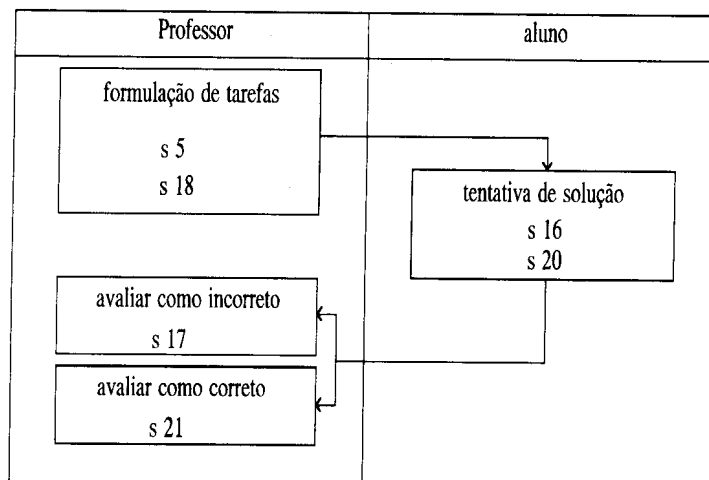 Professor
aluno
formulação de tarefas
s 5
s 18
tentativa de solução
s 16
s 20
avaliar como incorreto
s 17
avaliar como correto
s 21